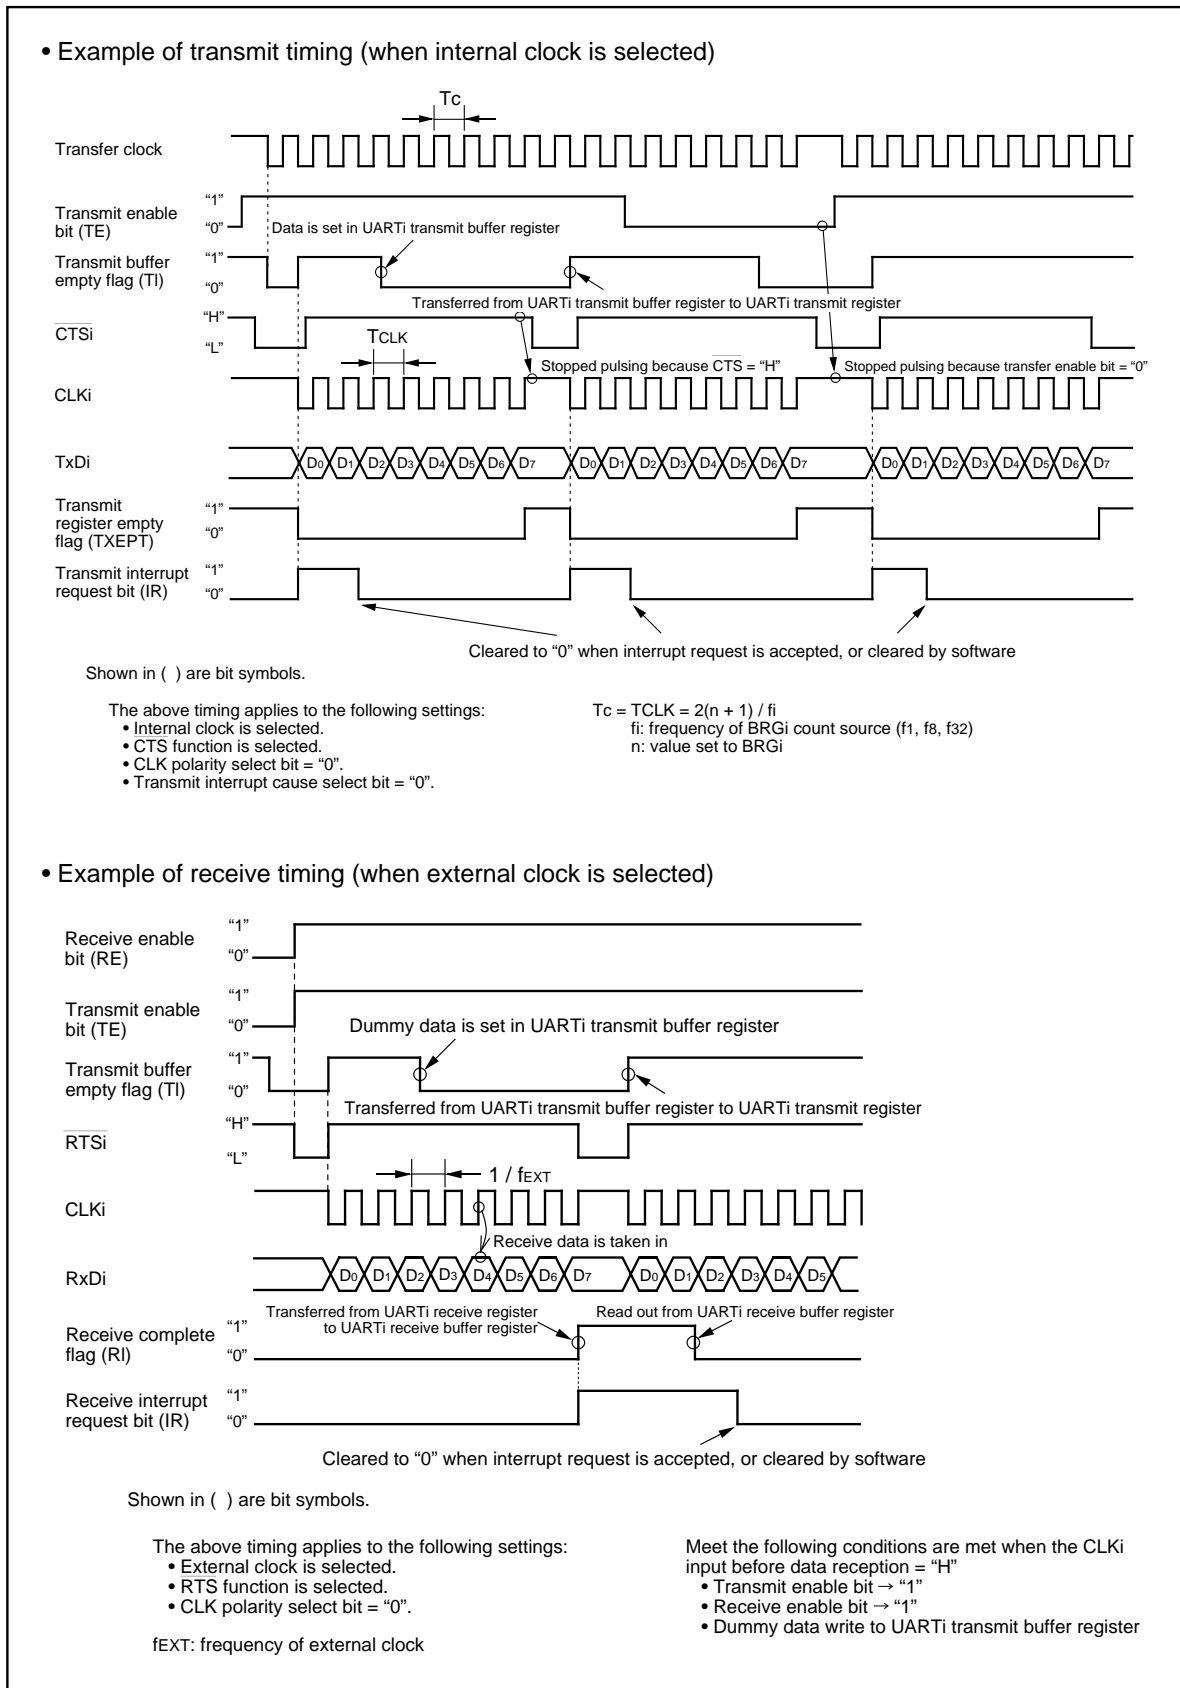 • Example of transmit timing (when internal clock is selected)
Tc
Transfer clock
Transmit enable
bit (TE)
“1”
“0”
Data is set in UARTi transmit buffer register
Transmit buffer
empty flag (Tl)
“1”
“0”
Transferred from UARTi transmit buffer register to UARTi transmit register
CTSi
“H”
“L”
TCLK
Stopped pulsing because CTS = “H”
Stopped pulsing because transfer enable bit = “0”
CLKi
TxDi
D0 D1 D2 D3 D4 D5 D6 D7 D0 D1 D2 D3 D4 D5 D6 D7 D0 D1 D2 D3 D4 D5 D6 D7
Transmit
register empty
flag (TXEPT)
“1”
“0”
Transmit interrupt
request bit (IR)
“1”
“0”
Cleared to “0” when interrupt request is accepted, or cleared by software
Shown in ( ) are bit symbols.
The above timing applies to the following settings:
• Internal clock is selected.
• CTS function is selected.
• CLK polarity select bit = “0”.
• Transmit interrupt cause select bit = “0”.
Tc = TCLK = 2(n + 1) / fi
fi: frequency of BRGi count source (f1, f8, f32)
n: value set to BRGi
• Example of receive timing (when external clock is selected)
Receive enable
bit (RE)
“1”
“0”
Transmit enable
bit (TE)
“1”
“0”
Dummy data is set in UARTi transmit buffer register
Transmit buffer
empty flag (Tl)
“1”
“0”
Transferred from UARTi transmit buffer register to UARTi transmit register
RTSi
“H”
“L”
1 / fEXT
CLKi
Receive data is taken in
RxDi
D0 D1 D2 D3 D4 D5 D6 D7 D0 D1 D2 D3 D4 D5
Transferred from UARTi receive register
to UARTi receive buffer register
Read out from UARTi receive buffer register
Receive complete
flag (Rl)
“1”
“0”
Receive interrupt
request bit (IR)
“1”
“0”
Cleared to “0” when interrupt request is accepted, or cleared by software
Shown in ( ) are bit symbols.
The above timing applies to the following settings:
• External clock is selected.
• RTS function is selected.
• CLK polarity select bit = “0”.
fEXT: frequency of external clock
Meet the following conditions are met when the CLKi
input before data reception = “H”
• Transmit enable bit → “1”
• Receive enable bit → “1”
• Dummy data write to UARTi transmit buffer register